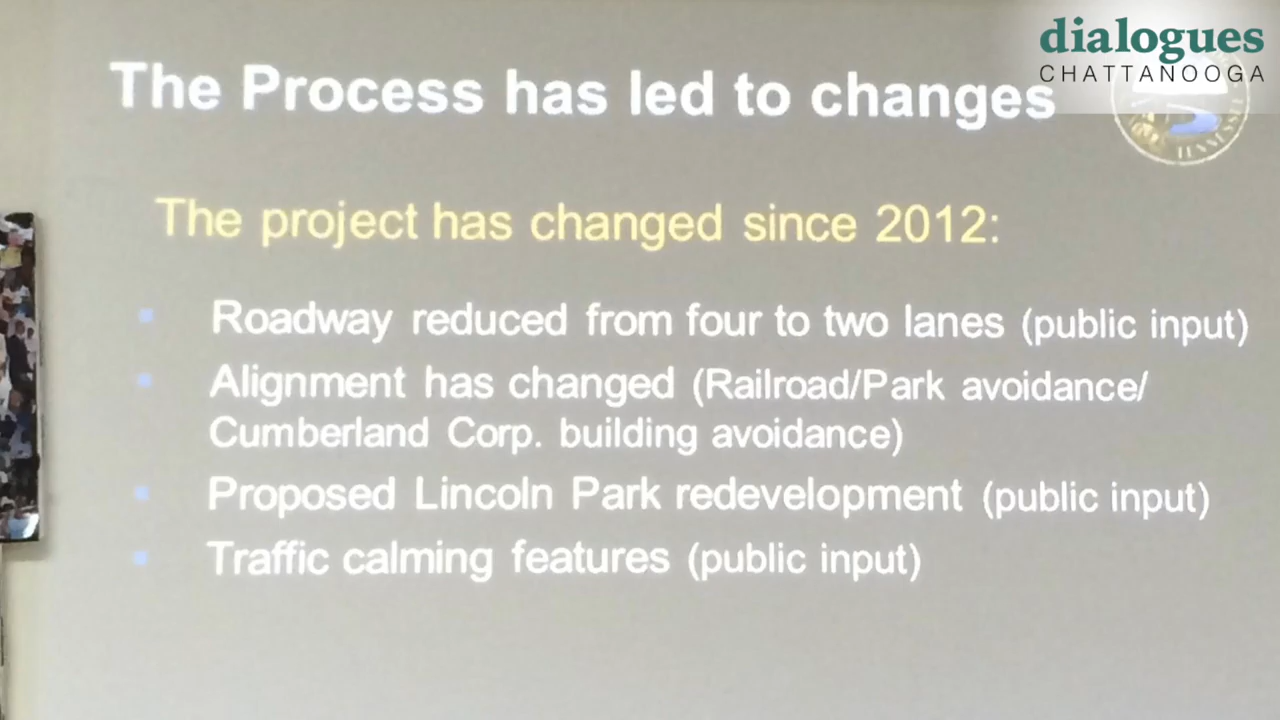 dialogues
CHATTANOOGA
The Process has led to changes
TENNESSEE
The project has changed since 2012:
Roadway reduced from four to two lanes (public input)
Alignment has changed (Railroad/Park avoidance/
Cumberland Corp. building avoidance)
Proposed Lincoln Park redevelopment (public input)
Traffic calming features (public input)